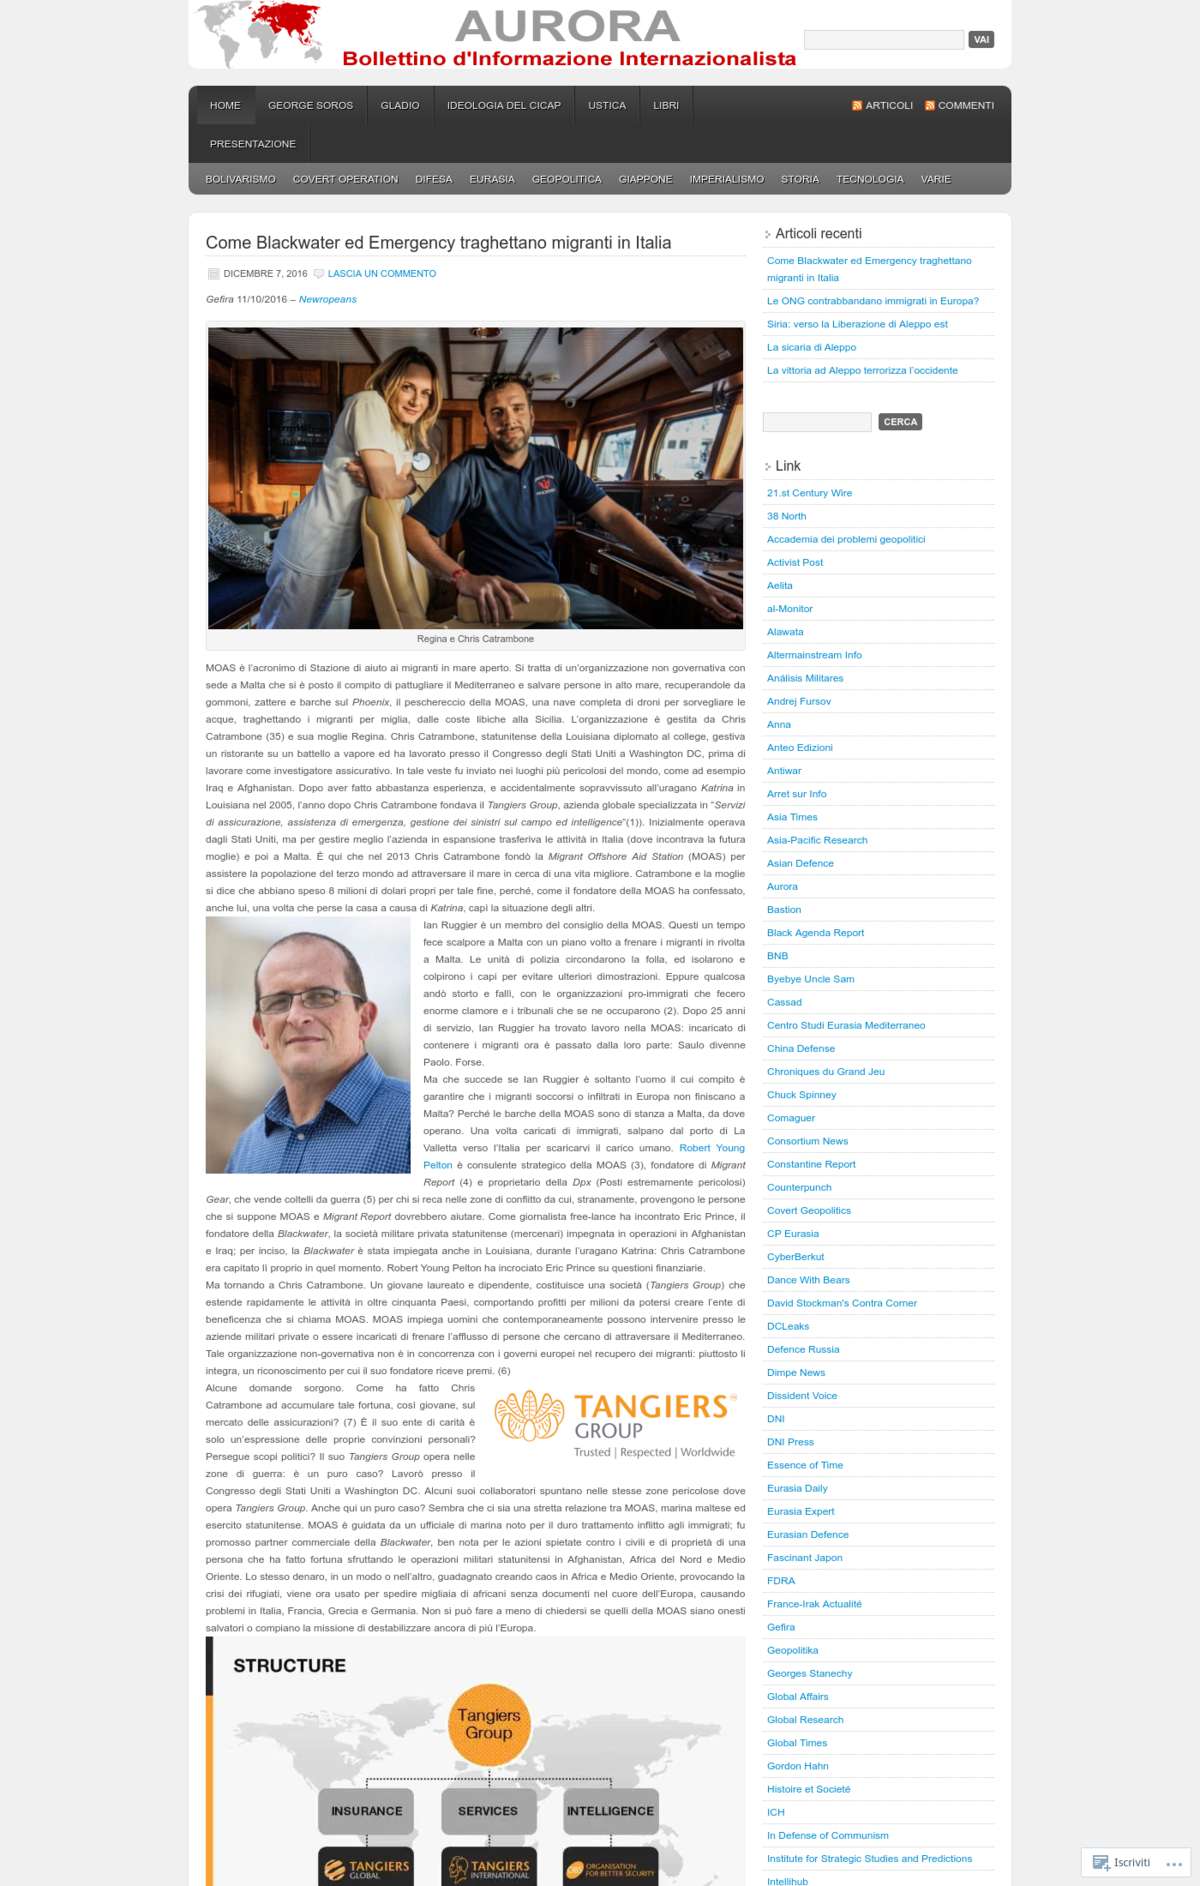 AURORA
Bollettino d'Informazione Internazionalista
VAI
HOME
GEORGE SOROS
GLADIO
IDEOLOGIA DEL CICAP
USTICA
LIBRI
ARTICOLI
COMMENTI
PRESENTAZIONE
BOLIVARISMO
COVERT OPERATION
DIFESA
EURASIA
GEOPOLITICA
GIAPPONE
IMPERIALISMO
STORIA
TECNOLOGIA
VARIE
Come Blackwater ed Emergency traghettano migranti in Italia
DICEMBRE 7, 2016 LASCIA UN COMMENTO
Gefira 11/10/2016 – Newropeans
Regina e Chris Catrambone
MOAS è l'acronimo di Stazione di aiuto ai migranti in mare aperto. Si tratta di un'organizzazione non governativa con
sede a Malta che si è posto il compito di pattugliare il Mediterraneo e salvare persone in alto mare, recuperandole da
gommoni, zattere e barche sul Phoenix, il peschereccio della MOAS, una nave completa di droni per sorvegliare le
acque, traghettando i migranti per miglia, dalle coste libiche alla Sicilia. L'organizzazione è gestita da Chris
Catrambone (35) e sua moglie Regina. Chris Catrambone, statunitense della Louisiana diplomato al college, gestiva
un ristorante su un battello a vapore ed ha lavorato presso il Congresso degli Stati Uniti a Washington DC, prima di
lavorare come investigatore assicurativo. In tale veste fu inviato nei luoghi più pericolosi del mondo, come ad esempio
Iraq e Afghanistan. Dopo aver fatto abbastanza esperienza, e accidentalmente sopravvissuto all'uragano Katrina in
Louisiana nel 2005, l'anno dopo Chris Catrambone fondava il Tangiers Group, azienda globale specializzata in "Servizi
di assicurazione, assistenza di emergenza, gestione dei sinistri sul campo ed intelligence"(1)). Inizialmente operava
dagli Stati Uniti, ma per gestire meglio l'azienda in espansione trasferiva le attività in Italia (dove incontrava la futura
moglie) e poi a Malta. È qui che nel 2013 Chris Catrambone fondò la Migrant Offshore Aid Station (MOAS) per
assistere la popolazione del terzo mondo ad attraversare il mare in cerca di una vita migliore. Catrambone e la moglie
si dice che abbiano speso 8 milioni di dolari propri per tale fine, perché, come il fondatore della MOAS ha confessato,
anche lui, una volta che perse la casa a causa di Katrina, capì la situazione degli altri.
Ian Ruggier è un membro del consiglio della MOAS. Questi un tempo
fece scalpore a Malta con un piano volto a frenare i migranti in rivolta
a Malta. Le unità di polizia circondarono la folla, ed isolarono e
colpirono i capi per evitare ulteriori dimostrazioni. Eppure qualcosa
andò storto e fallì, con le organizzazioni pro-immigrati che fecero
enorme clamore e i tribunali che se ne occuparono (2). Dopo 25 anni
di servizio, Ian Ruggier ha trovato lavoro nella MOAS: incaricato di
contenere i migranti ora è passato dalla loro parte: Saulo divenne
Paolo. Forse.
Ma che succede se Ian Ruggier è soltanto l'uomo il cui compito è
garantire che i migranti soccorsi o infiltrati in Europa non finiscano a
Malta? Perché le barche della MOAS sono di stanza a Malta, da dove
operano. Una volta caricati di immigrati, salpano dal porto di La
Valletta verso l'Italia per scaricarvi il carico umano. Robert Young
Pelton è consulente strategico della MOAS (3), fondatore di Migrant
Report (4) e proprietario della Dpx (Posti estremamente pericolosi)
Gear, che vende coltelli da guerra (5) per chi si reca nelle zone di conflitto da cui, stranamente, provengono le persone
che si suppone MOAS e Migrant Report dovrebbero aiutare. Come giornalista free-lance ha incontrato Eric Prince, il
fondatore della Blackwater, la società militare privata statunitense (mercenari) impegnata in operazioni in Afghanistan
e Iraq; per inciso, la Blackwater è stata impiegata anche in Louisiana, durante l'uragano Katrina: Chris Catrambone
era capitato lì proprio in quel momento. Robert Young Pelton ha incrociato Eric Prince su questioni finanziarie.
Ma tornando a Chris Catrambone. Un giovane laureato e dipendente, costituisce una società (Tangiers Group) che
estende rapidamente le attività in oltre cinquanta Paesi, comportando profitti per milioni da potersi creare l'ente di
beneficenza che si chiama MOAS. MOAS impiega uomini che contemporaneamente possono intervenire presso le
aziende militari private o essere incaricati di frenare l'afflusso di persone che cercano di attraversare il Mediterraneo.
Tale organizzazione non-governativa non è in concorrenza con i governi europei nel recupero dei migranti: piuttosto li
integra, un riconoscimento per cui il suo fondatore riceve premi. (6)
Alcune domande sorgono. Come ha fatto Chris
Catrambone ad accumulare tale fortuna, così giovane, sul
mercato delle assicurazioni? (7) È il suo ente di carità è
solo un'espressione delle proprie convinzioni personali?
Persegue scopi politici? Il suo Tangiers Group opera nelle
zone di guerra: è un puro caso? Lavorò presso il
Congresso degli Stati Uniti a Washington DC. Alcuni suoi collaboratori spuntano nelle stesse zone pericolose dove
opera Tangiers Group. Anche qui un puro caso? Sembra che ci sia una stretta relazione tra MOAS, marina maltese ed
esercito statunitense. MOAS è guidata da un ufficiale di marina noto per il duro trattamento inflitto agli immigrati; fu
promosso partner commerciale della Blackwater, ben nota per le azioni spietate contro i civili e di proprietà di una
persona che ha fatto fortuna sfruttando le operazioni militari statunitensi in Afghanistan, Africa del Nord e Medio
Oriente. Lo stesso denaro, in un modo o nell'altro, guadagnato creando caos in Africa e Medio Oriente, provocando la
crisi dei rifugiati, viene ora usato per spedire migliaia di africani senza documenti nel cuore dell'Europa, causando
problemi in Italia, Francia, Grecia e Germania. Non si può fare a meno di chiedersi se quelli della MOAS siano onesti
salvatori o compiano la missione di destabilizzare ancora di più l'Europa.
TANGIERS
GROUP
Trusted | Respected | Worldwide
STRUCTURE
Tangiers
Group
INSURANCE
SERVICES
INTELLIGENCE
TANGIERS
GLOBAL
TANGIERS
INTERNATIONAL
ORGANISATION
FOR BETTER SECURITY
Articoli recenti
Come Blackwater ed Emergency traghettano
migranti in Italia
Le ONG contrabbandano immigrati in Europa?
Siria: verso la Liberazione di Aleppo est
La sicaria di Aleppo
La vittoria ad Aleppo terrorizza l'occidente
CERCA
Link
21.st Century Wire
38 North
Accademia dei problemi geopolitici
Activist Post
Aelita
al-Monitor
Alawata
Altermainstream Info
Análisis Militares
Andrej Fursov
Anna
Anteo Edizioni
Antiwar
Arret sur Info
Asia Times
Asia-Pacific Research
Asian Defence
Aurora
Bastion
Black Agenda Report
BNB
Byebye Uncle Sam
Cassad
Centro Studi Eurasia Mediterraneo
China Defense
Chroniques du Grand Jeu
Chuck Spinney
Comaguer
Consortium News
Constantine Report
Counterpunch
Covert Geopolitics
CP Eurasia
CyberBerkut
Dance With Bears
David Stockman's Contra Corner
DCLeaks
Defence Russia
Dimpe News
Dissident Voice
DNI
DNI Press
Essence of Time
Eurasia Daily
Eurasia Expert
Eurasian Defence
Fascinant Japon
FDRA
France-Irak Actualité
Gefira
Geopolitika
Georges Stanechy
Global Affairs
Global Research
Global Times
Gordon Hahn
Histoire et Societé
ICH
In Defense of Communism
Institute for Strategic Studies and Predictions
Intellihub
Iscriviti